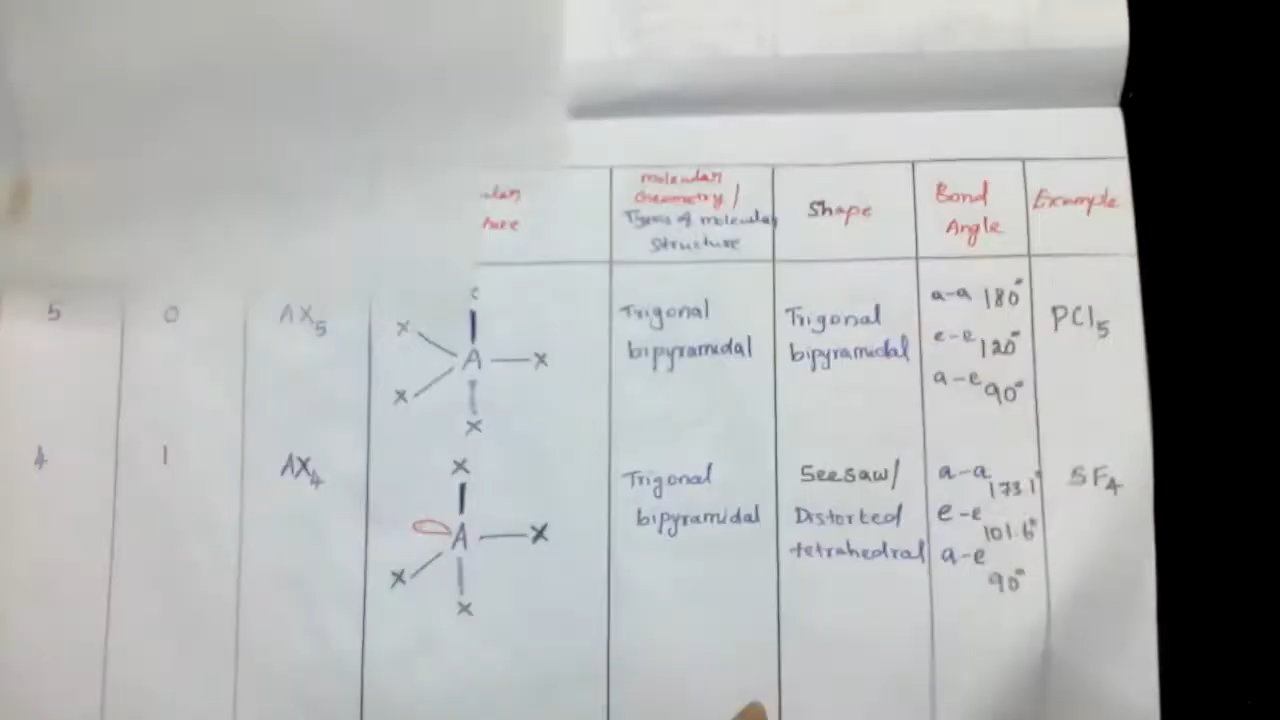 molecular
Geometry /
Types of molecular
structure
Shape
Bond
Angle
Example
5
0
AX5
X
X
A
X
X
Trigonal
bipyramidal
Trigonal
bipyramidal
a-a 180°
e-e 120°
a-e 90°
PCl5
4
1
AX4
X
A
X
X
X
Trigonal
bipyramidal
Seesaw/
Distorted
tetrahedral
a-a
173.1°
e-e
101.6°
a-e
90°
SF4